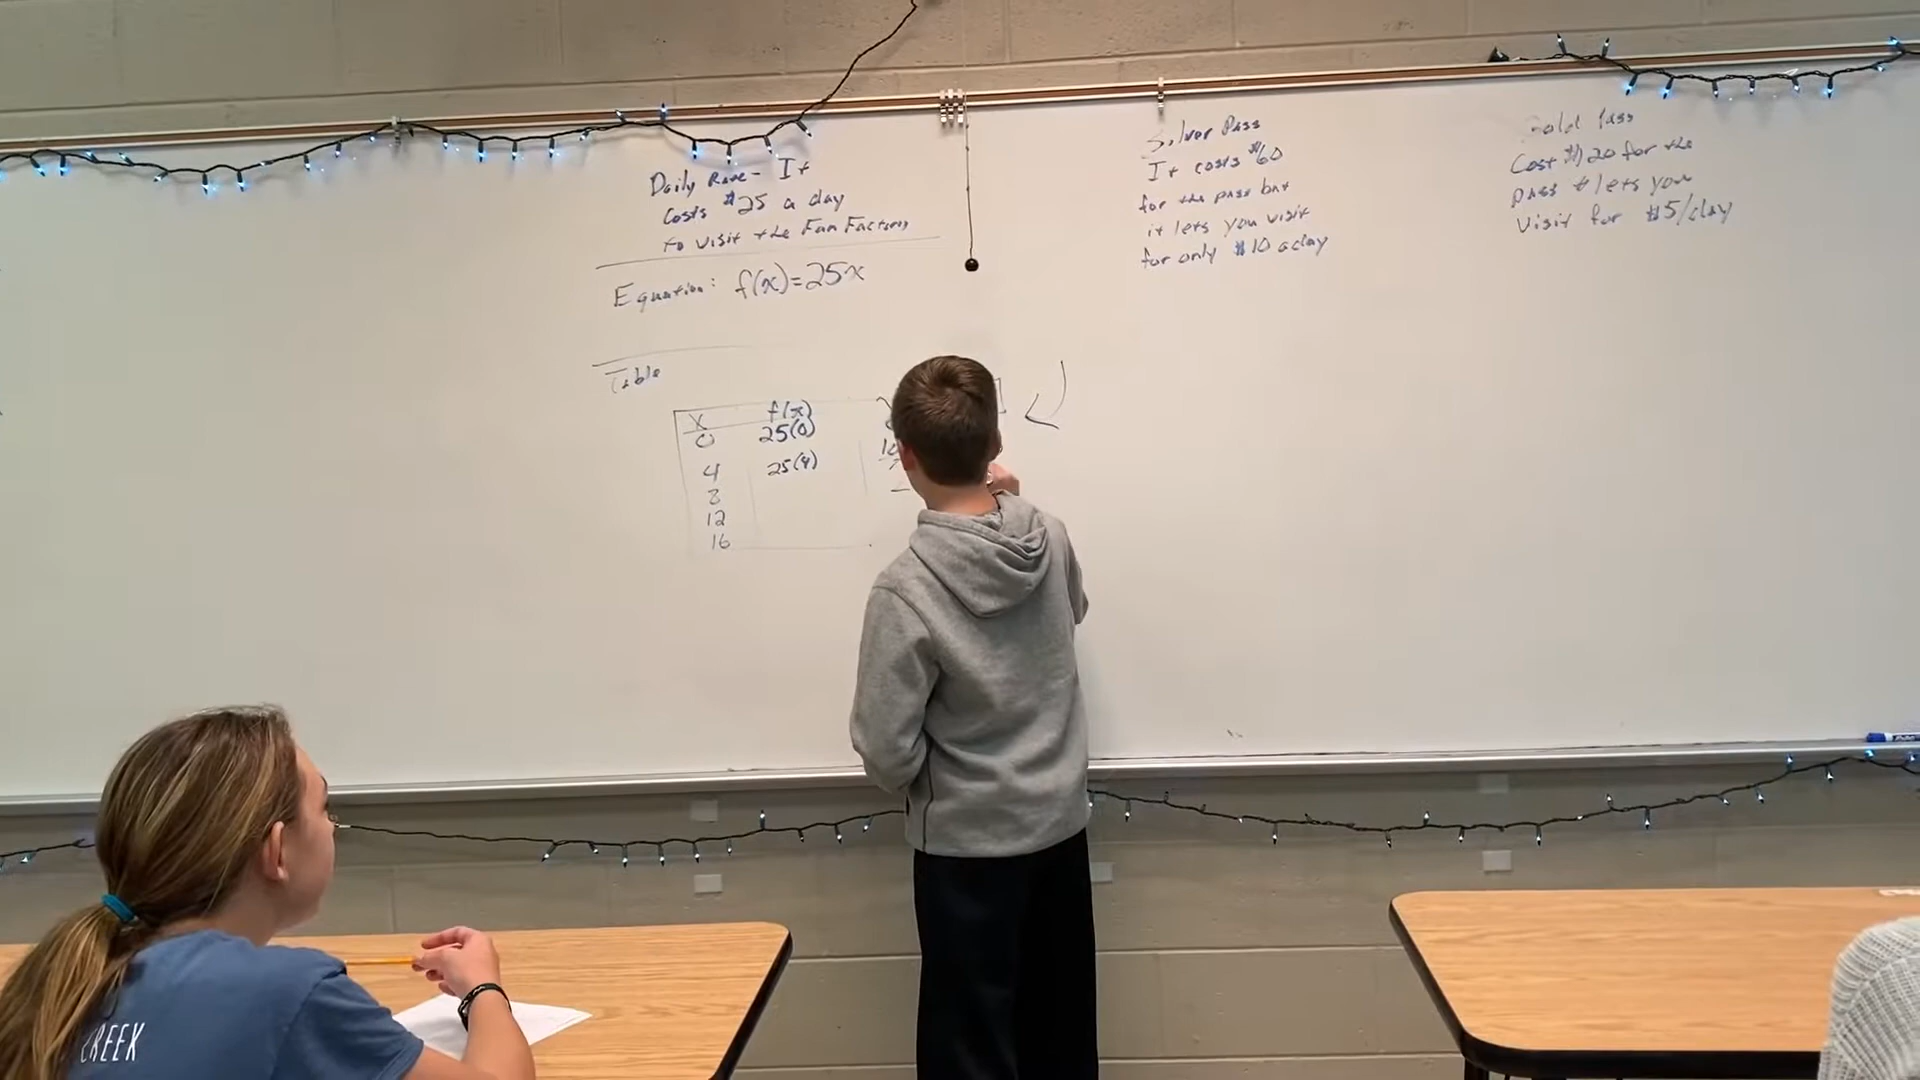 Daily Rate - It
Costs $25 a day
to visit the Fun Factory
Equation: f(x)=25x
Table
X f(x)
0 25(0)
4 25(4)
8
12
16
Silver Pass
It costs $60
for the pass but
it lets you visit
for only $10 a day
Gold Pass
Cost $120 for the
pass & lets you
visit for $5/day
CREEK